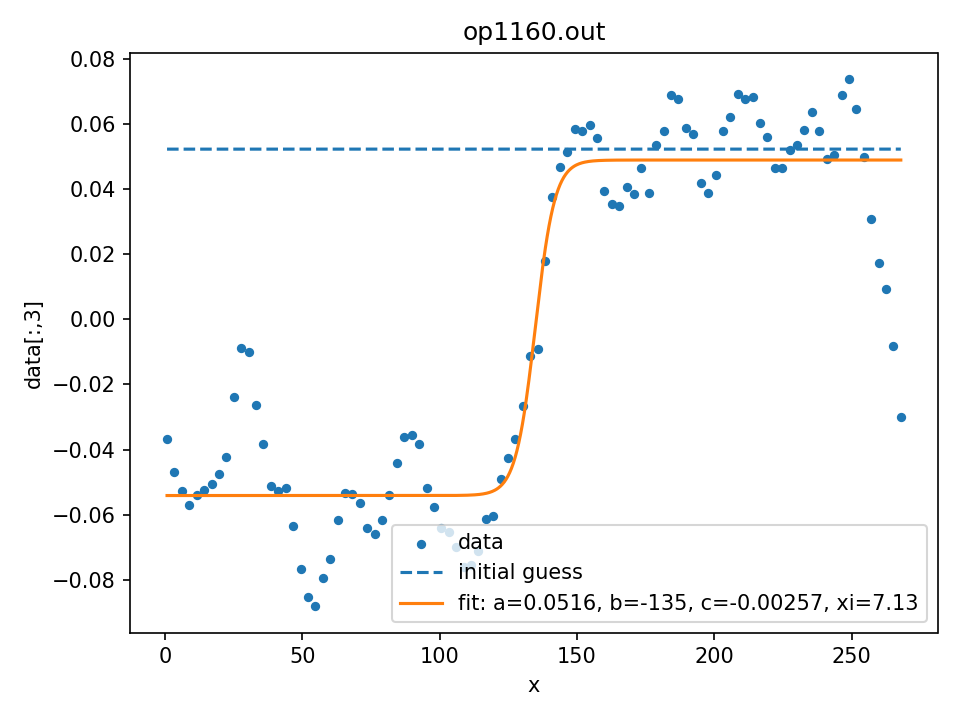 op1160.out
0.08
0.06
0.04
0.02
0.00
−0.02
−0.04
−0.06
−0.08
data[:,3]
data
initial guess
fit: a=0.0516, b=-135, c=-0.00257, xi=7.13
0 50 100 150 200 250
x